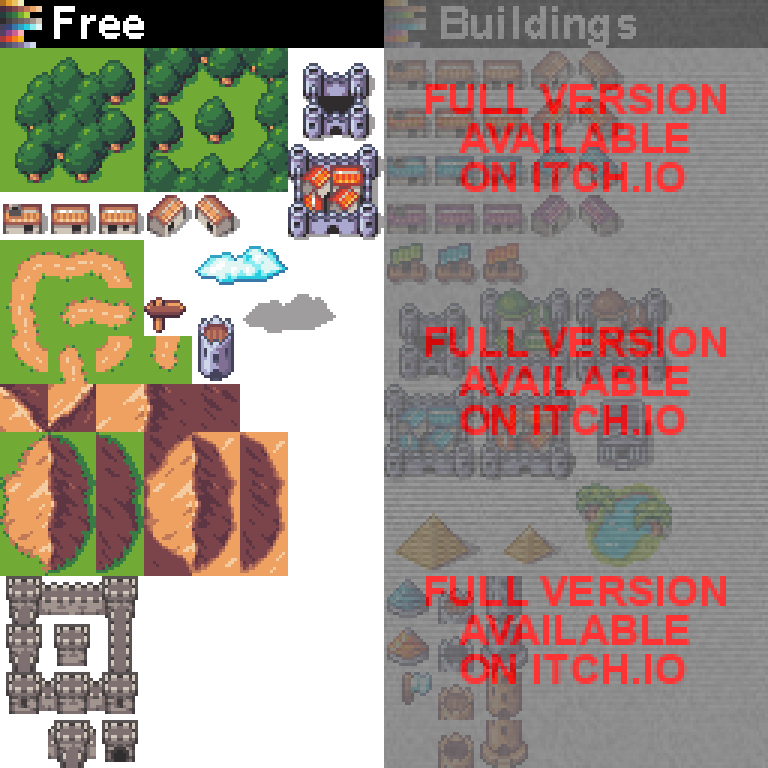 Free
Buildings
FULL VERSION
AVAILABLE
ON ITCH.IO
FULL VERSION
AVAILABLE
ON ITCH.IO
FULL VERSION
AVAILABLE
ON ITCH.IO